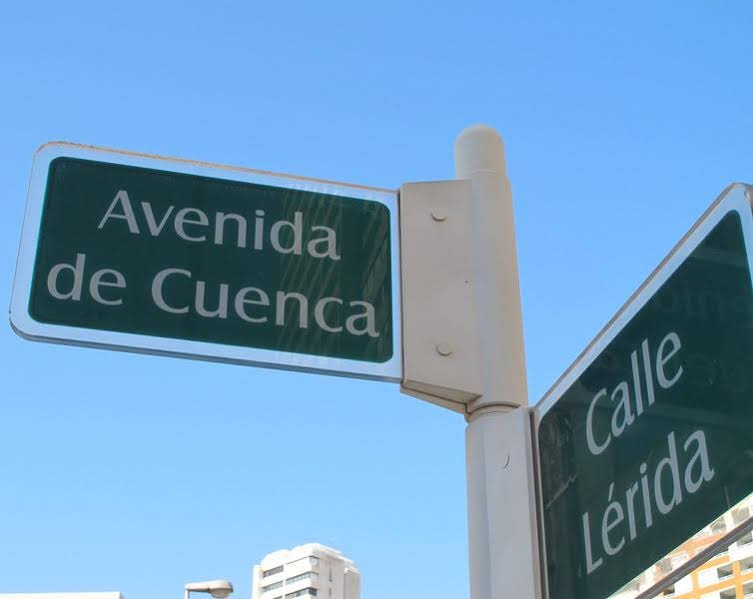 Avenida
de Cuenca
Calle
Lérida